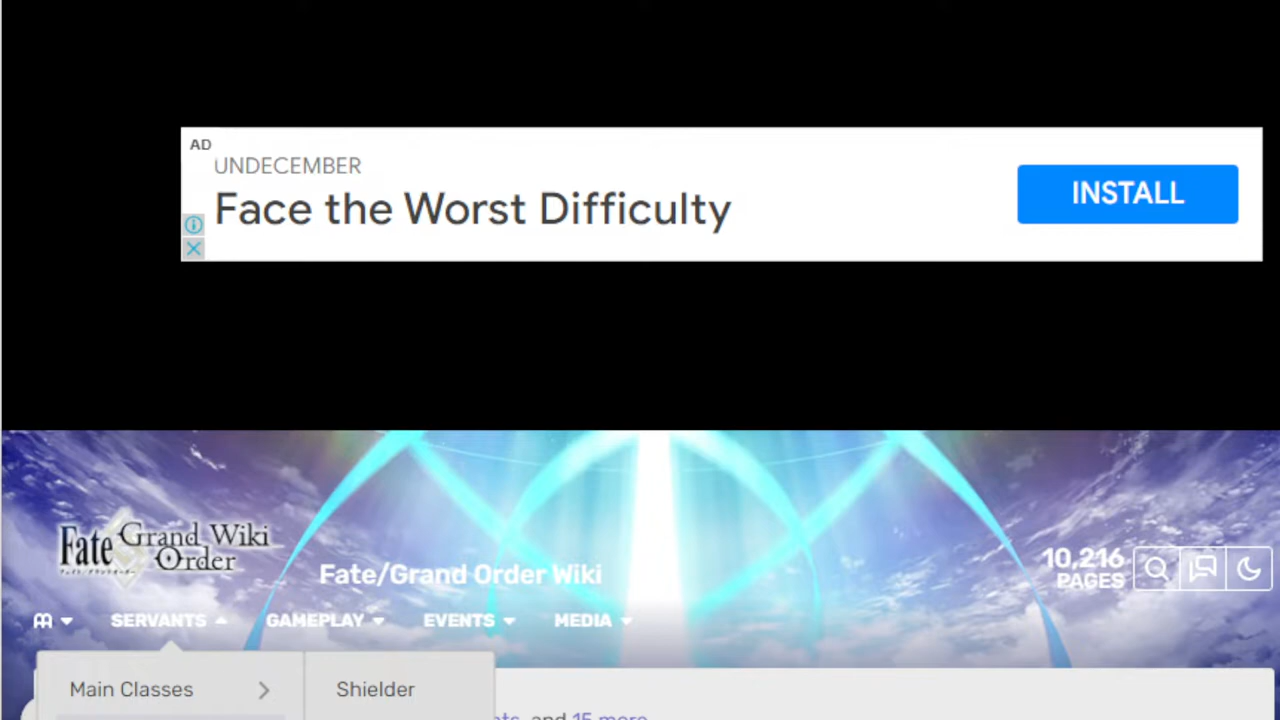 AD
UNDECEMBER
Face the Worst Difficulty
INSTALL
Fate Grand Wiki
Order
Fate/Grand Order Wiki
10,216
PAGES
SERVANTS
GAMEPLAY
EVENTS
MEDIA
Main Classes
Shielder
and 15 more